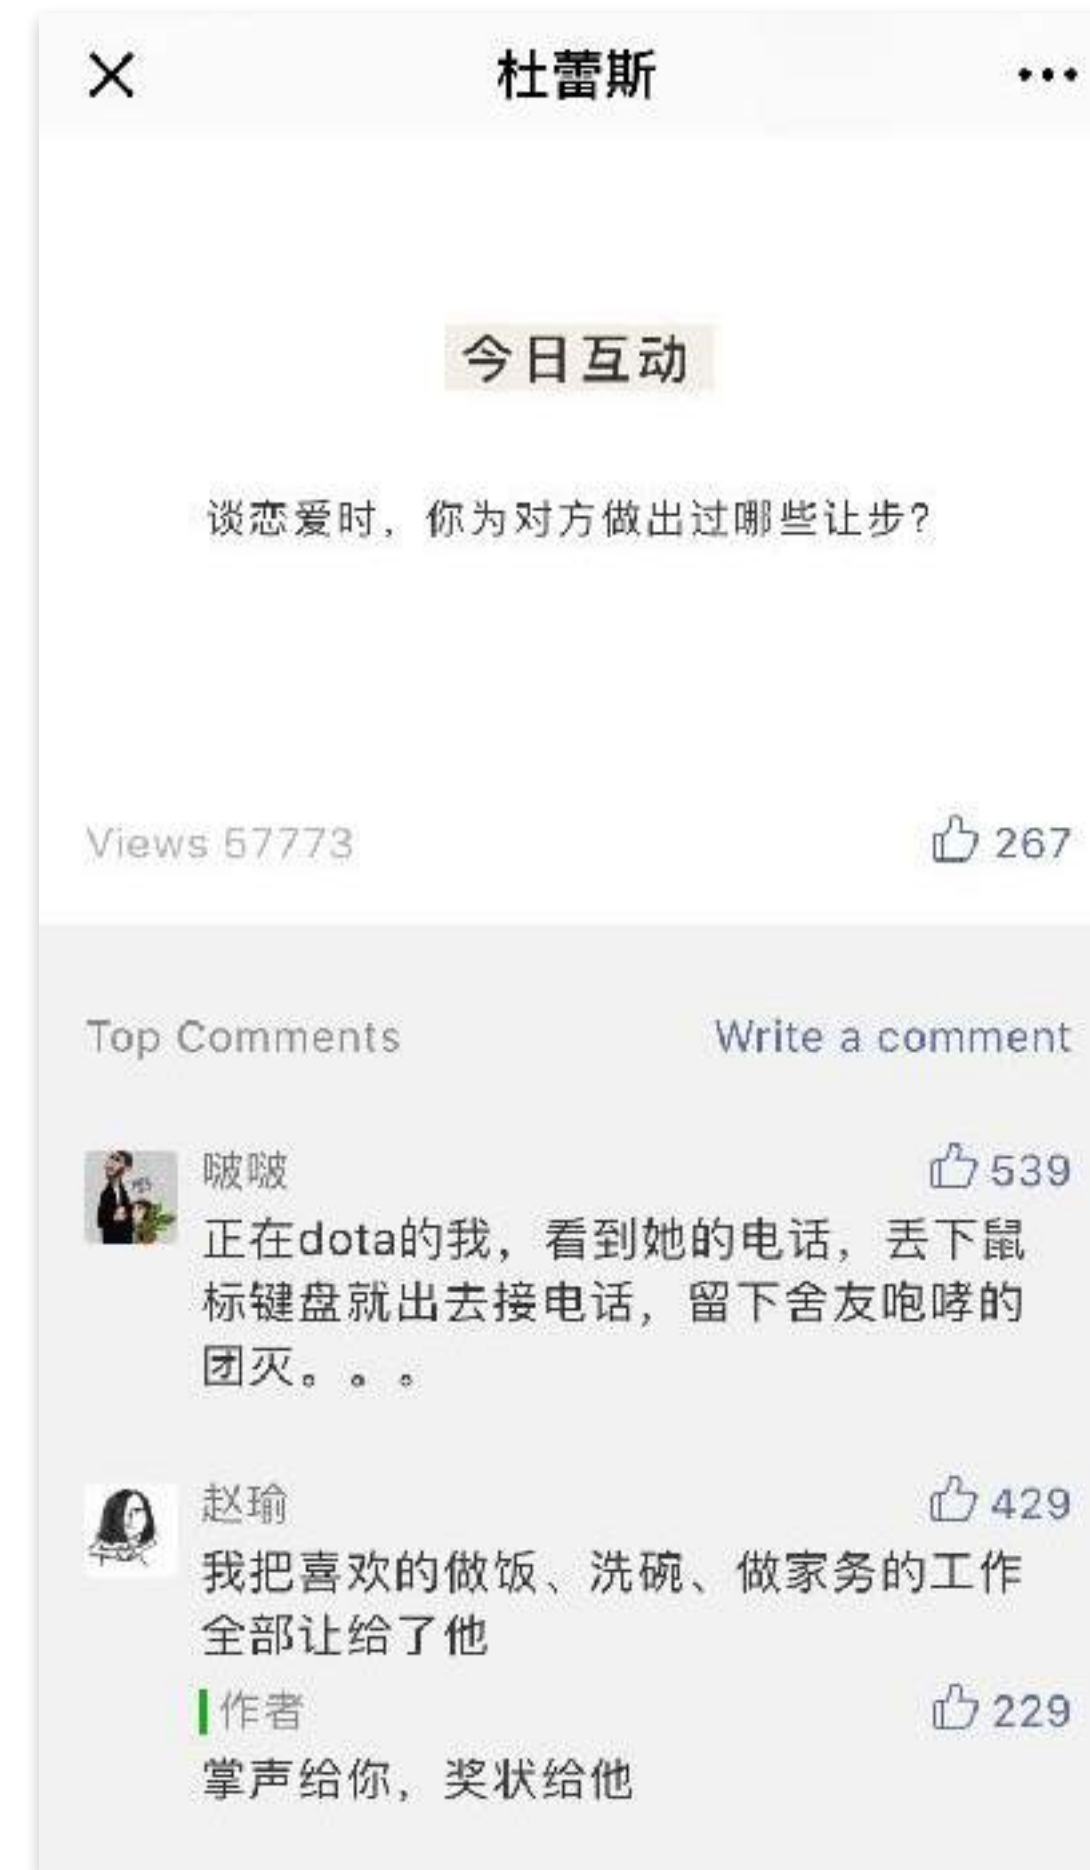 杜蕾斯
今日互动
谈恋爱时，你为对方做出过哪些让步？
Views 57773
267
Top Comments
Write a comment
啵啵
539
正在dota的我，看到她的电话，丢下鼠
标键盘就出去接电话，留下舍友咆哮的
团灭。。。
赵瑜
429
我把喜欢的做饭、洗碗、做家务的工作
全部让给了他
作者
229
掌声给你，奖状给他